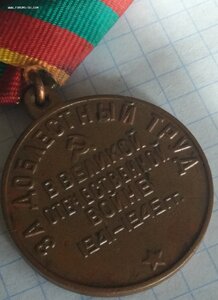 ЗА ДОБЛЕСТНЫЙ ТРУД
В ВЕЛИКОЙ
ОТЕЧЕСТВЕННОЙ
ВОЙНЕ
1941-1945 гг.